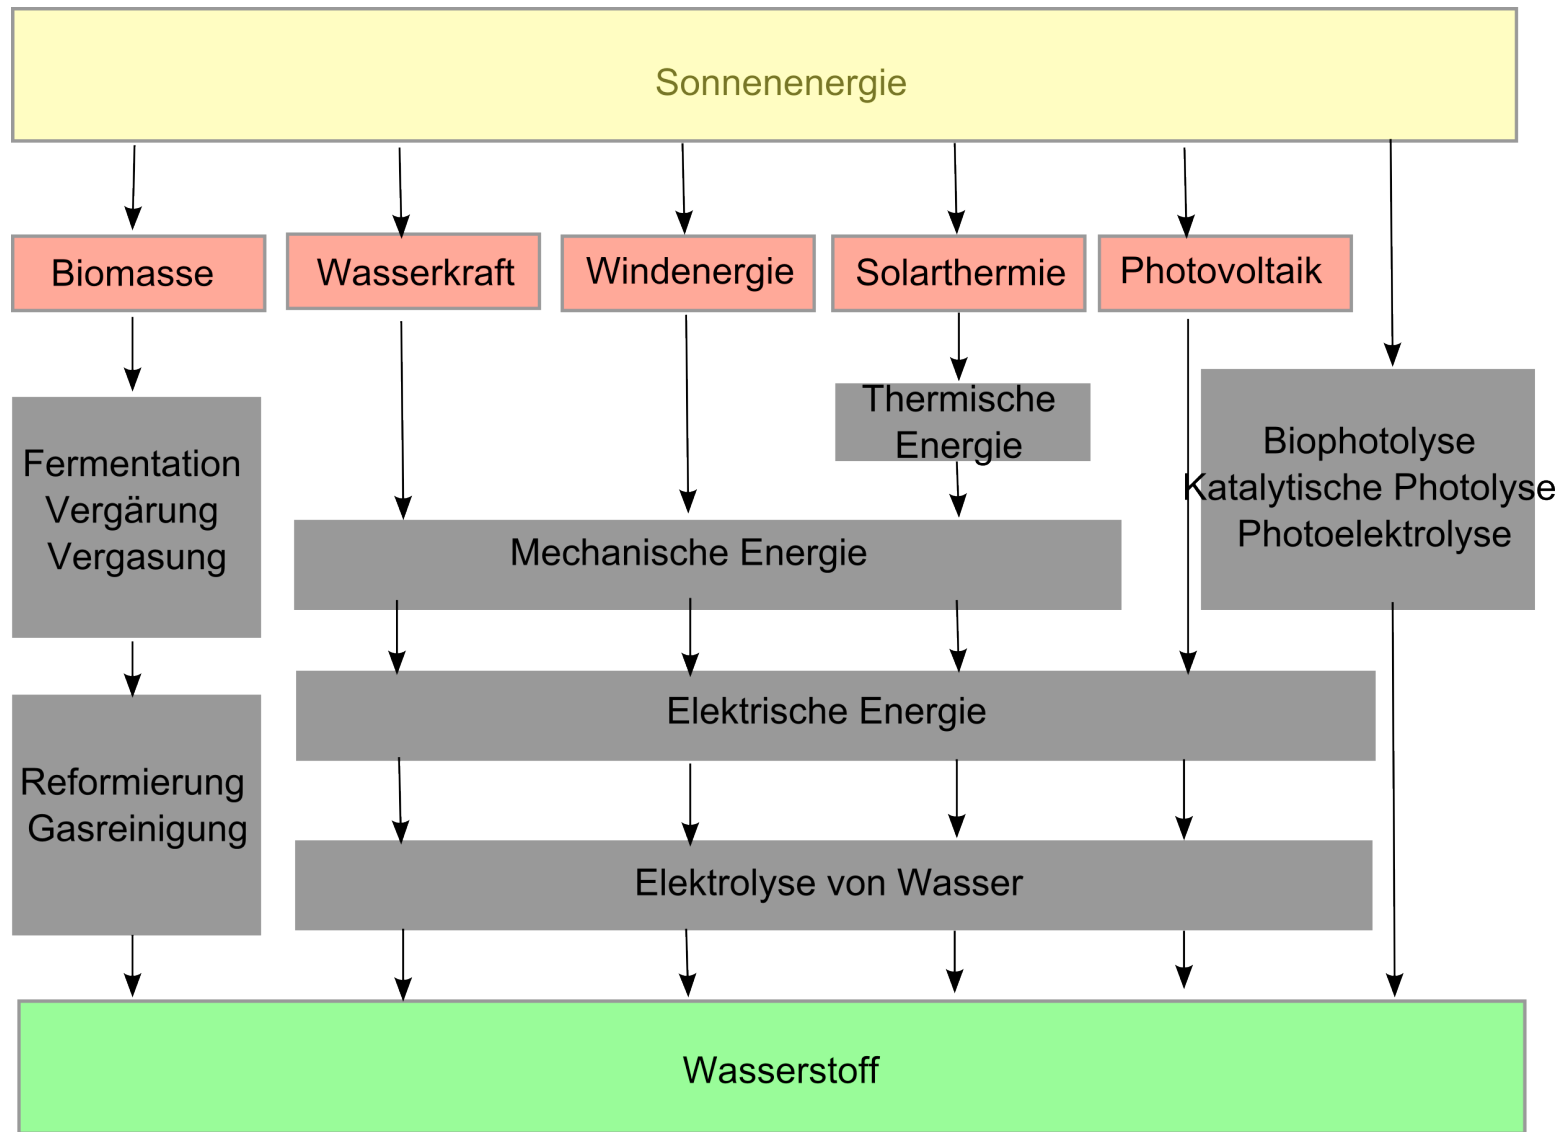 Sonnenenergie
Biomasse
Wasserkraft
Windenergie
Solarthermie
Photovoltaik
Thermische
Energie
Fermentation
Vergärung
Vergasung
Biophotolyse
Katalytische Photolyse
Photoelektrolyse
Mechanische Energie
Elektrische Energie
Reformierung
Gasreinigung
Elektrolyse von Wasser
Wasserstoff